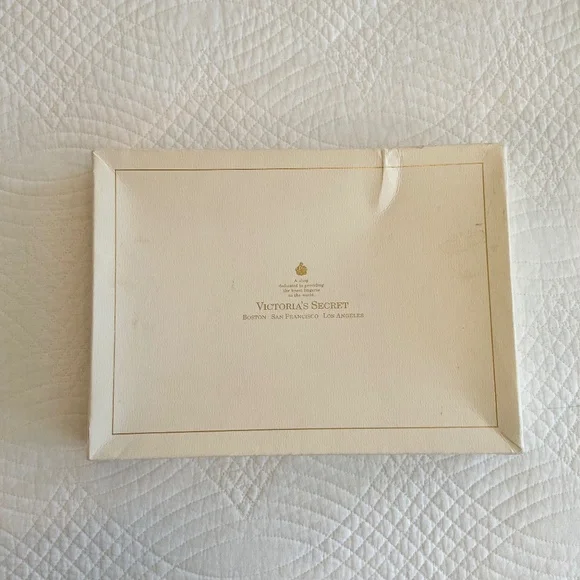 A shop
dedicated to providing
the finest lingerie
in the world.
VICTORIA'S SECRET
BOSTON SAN FRANCISCO LOS ANGELES